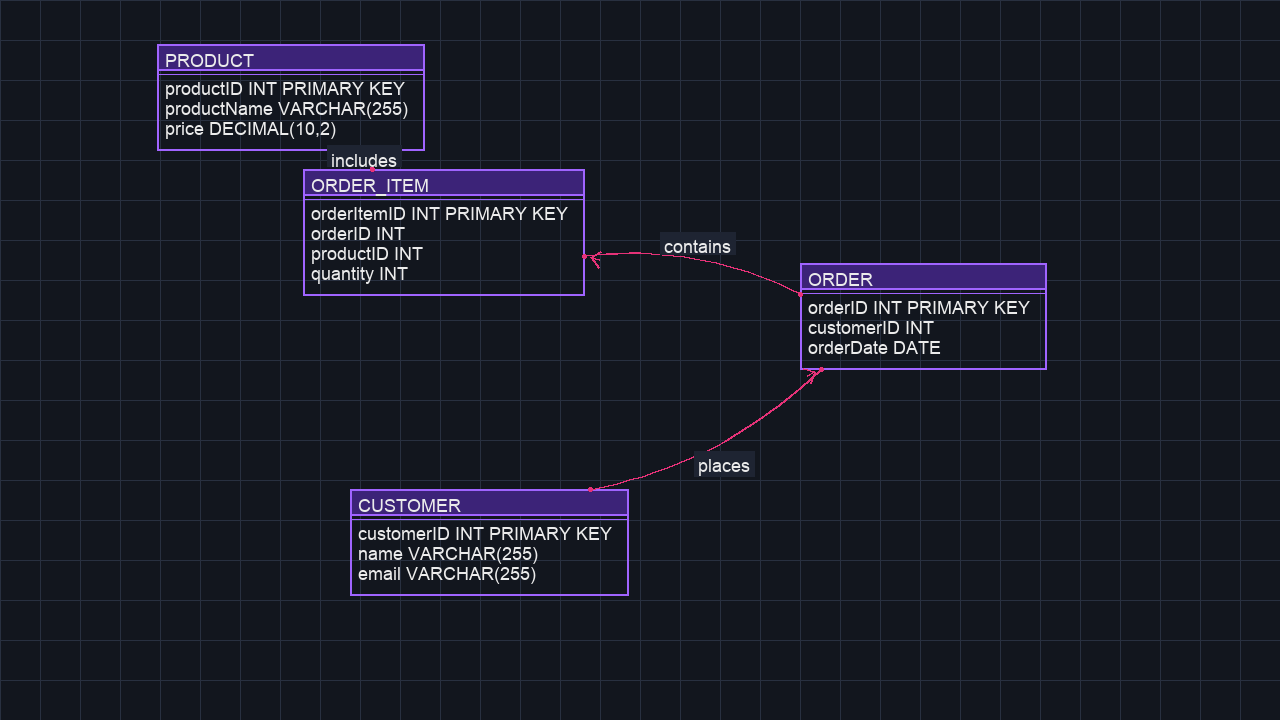 PRODUCT
productID INT PRIMARY KEY
productName VARCHAR(255)
price DECIMAL(10,2)
includes
ORDER_ITEM
orderItemID INT PRIMARY KEY
orderID INT
productID INT
quantity INT
contains
ORDER
orderID INT PRIMARY KEY
customerID INT
orderDate DATE
places
CUSTOMER
customerID INT PRIMARY KEY
name VARCHAR(255)
email VARCHAR(255)